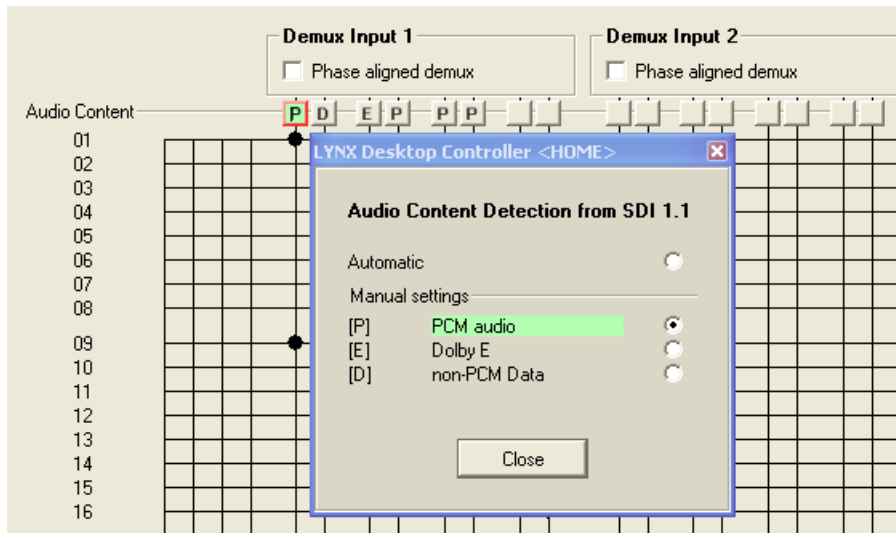 Demux Input 1
Demux Input 2
Phase aligned demux
Phase aligned demux
Audio Content
P D E P P P
01
LYNX Desktop Controller <HOME>
02
03
04
Audio Content Detection from SDI 1.1
05
06
Automatic
07
Manual settings
08
[P] PCM audio
09
[E] Dolby E
10
[D] non-PCM Data
11
12
13
14
Close
15
16